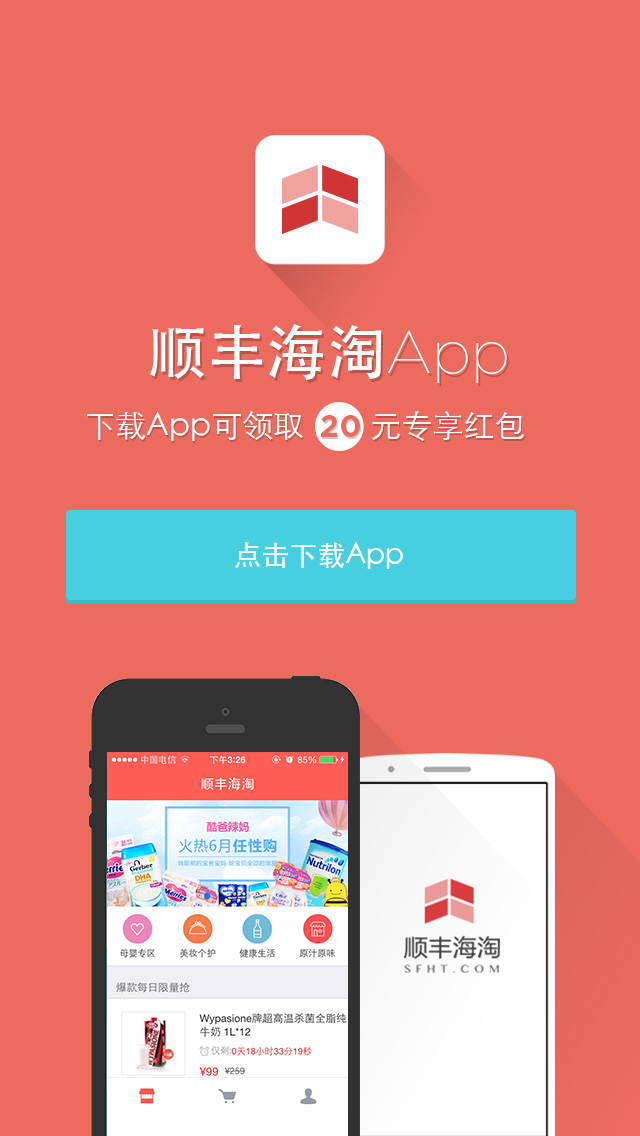 顺丰海淘App
下载App可领取 20 元专享红包
点击下载App
中国电信 下午3:26 85%
顺丰海淘
酷爸辣妈
火热6月任性购
Gerber
DHA
Merries
Nutrilon
母婴专区 美妆个护 健康生活 原汁原味
爆款每日限量抢
Wypasione牌超高温杀菌全脂纯
牛奶 1L*12
仅剩:0天18小时33分19秒
¥99 ¥259
顺丰海淘
SFHT.COM